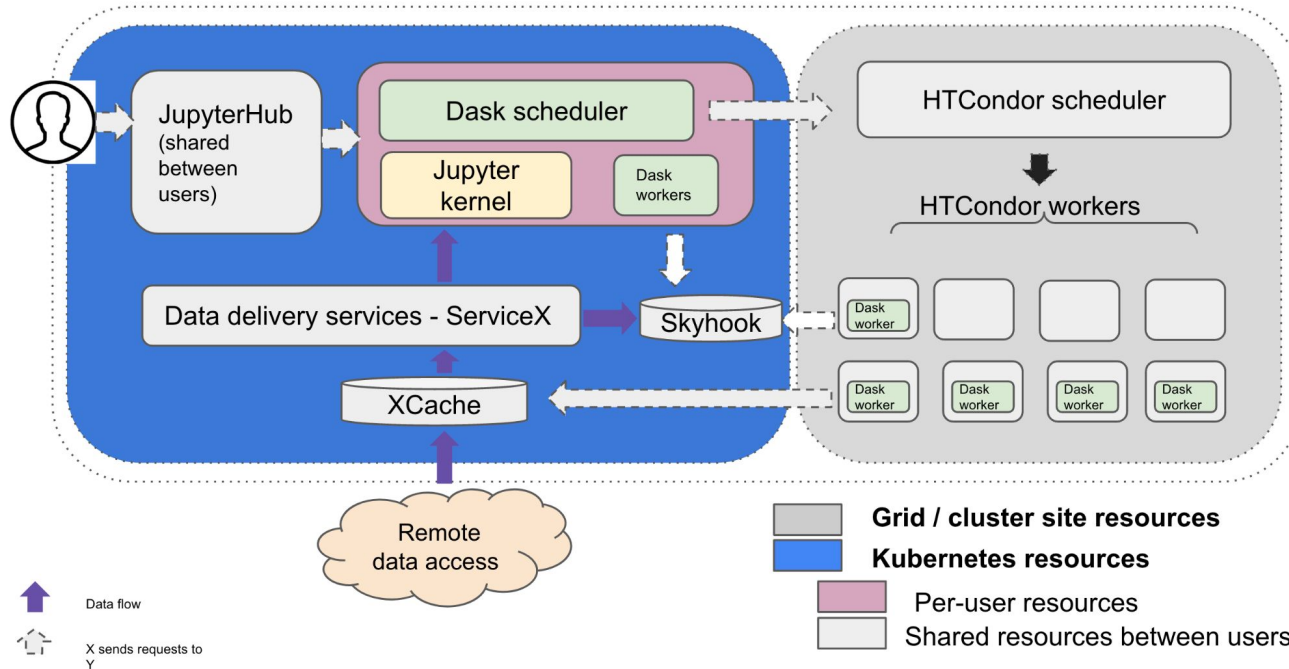 JupyterHub
(shared
between
users)
Dask scheduler
Jupyter
kernel
Dask
workers
HTCondor scheduler
HTCondor workers
Data delivery services - ServiceX
Skyhook
XCache
Dask
worker
Dask
worker
Dask
worker
Dask
worker
Dask
worker
Remote
data access
Grid / cluster site resources
Kubernetes resources
Per-user resources
Shared resources between users
Data flow
X sends requests to
Y